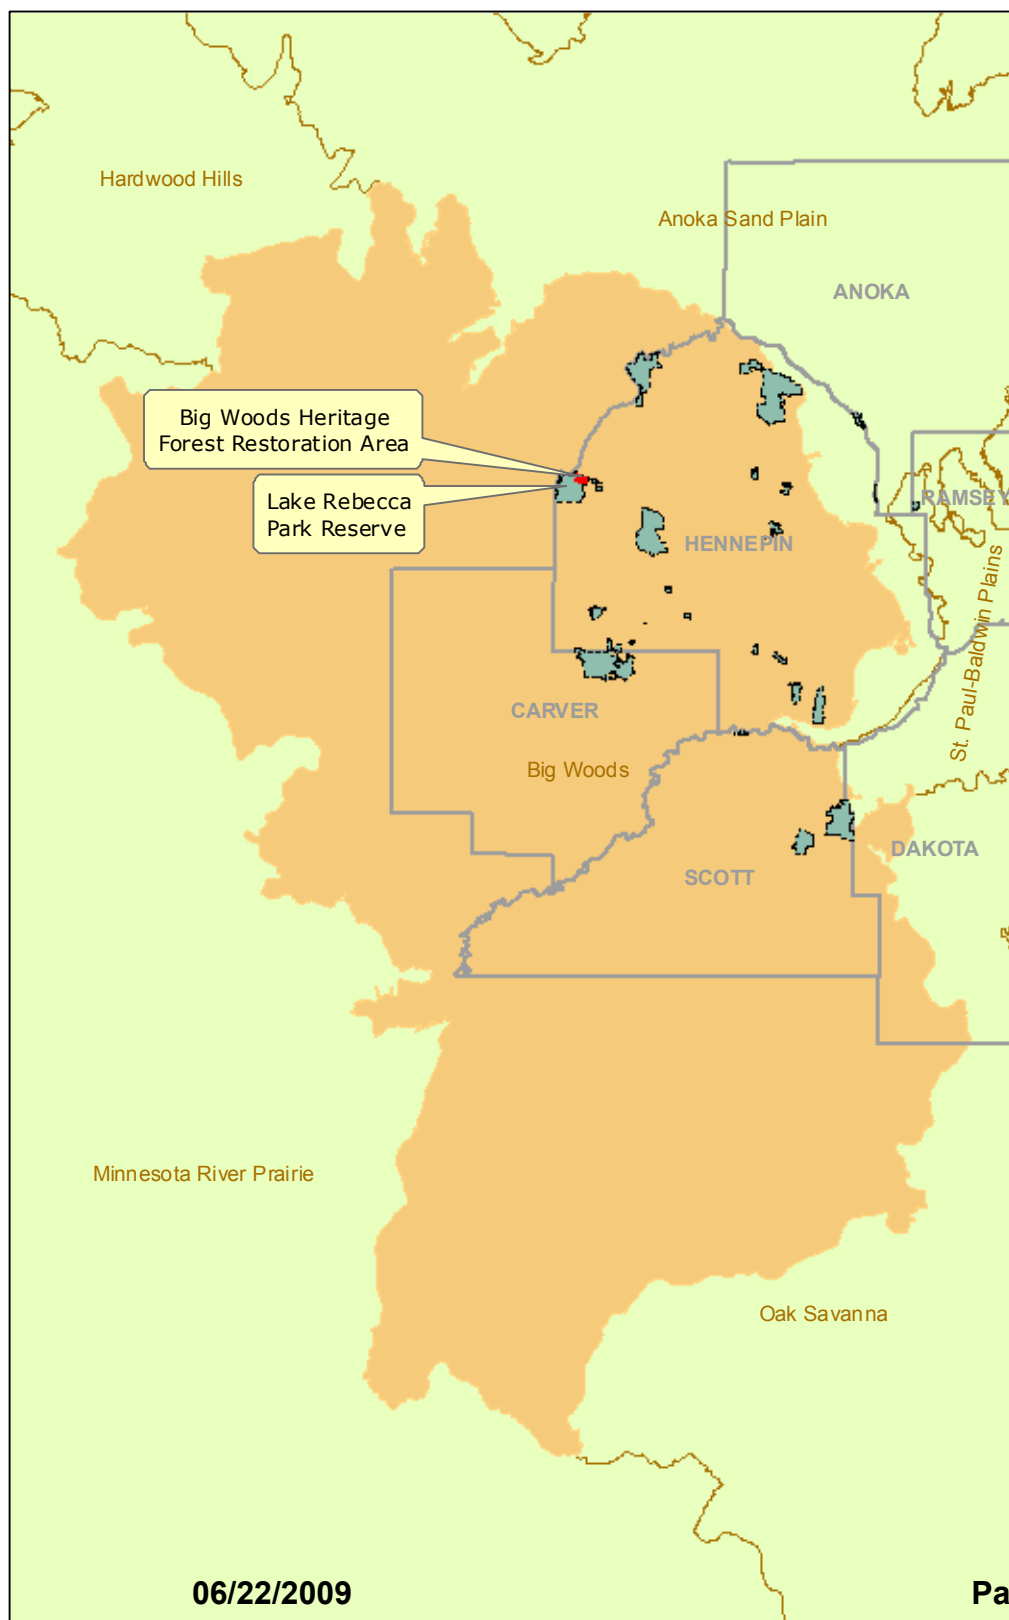 Hardwood Hills
Anoka Sand Plain
ANOKA
Big Woods Heritage
Forest Restoration Area
Lake Rebecca
Park Reserve
RAMSEY
HENNEPIN
St. Paul-Baldwin Plains
CARVER
Big Woods
DAKOTA
SCOTT
Minnesota River Prairie
Oak Savanna
06/22/2009
Pa